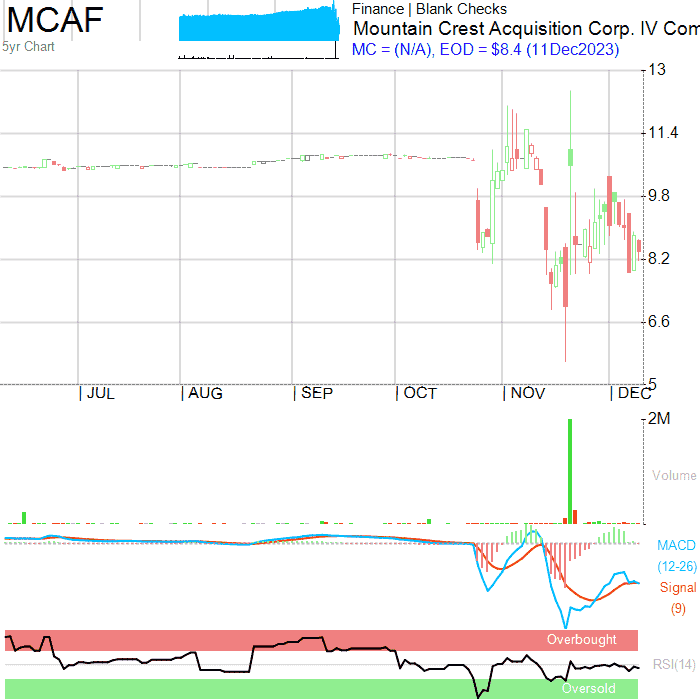 MCAF
5yr Chart
Finance | Blank Checks
Mountain Crest Acquisition Corp. IV Com
MC = (N/A), EOD = $8.4 (11Dec2023)
13
11.4
9.8
8.2
6.6
5
| JUL | AUG | SEP | OCT | NOV | DEC
2M
Volume
MACD
(12-26)
Signal
(9)
Overbought
RSI(14)
Oversold